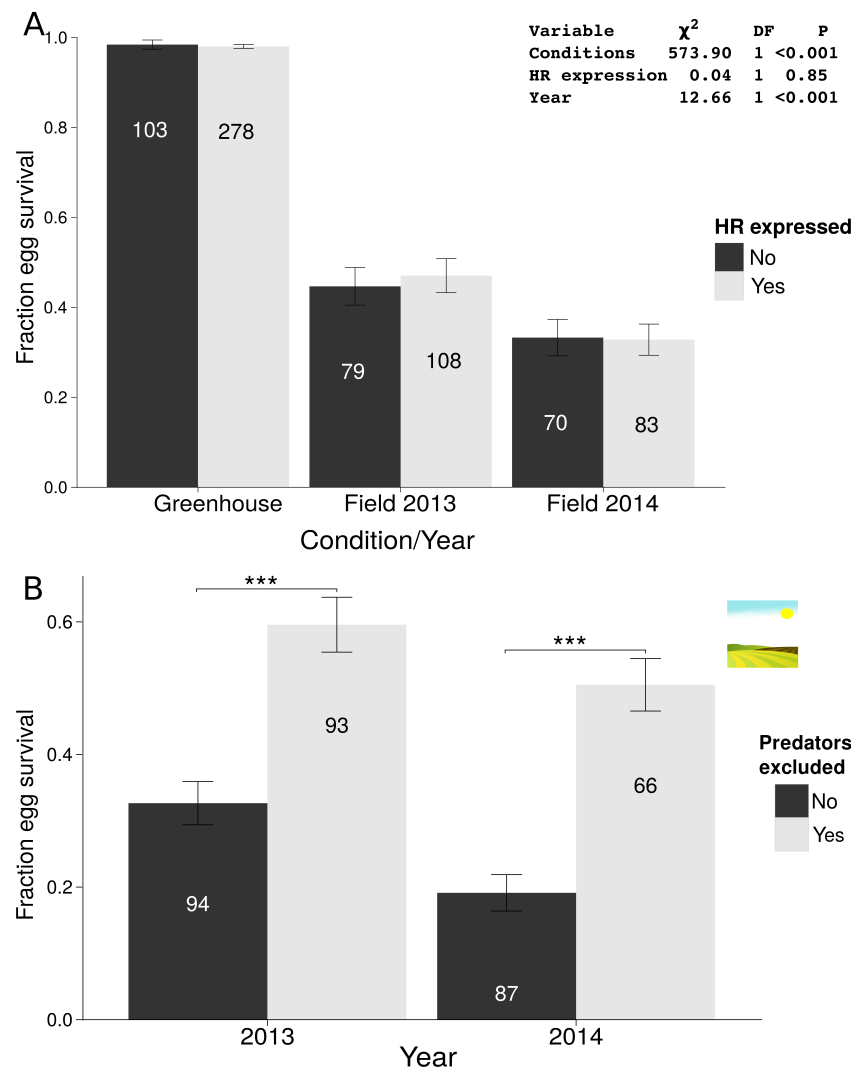 A
Variable χ² DF P
Conditions 573.90 1 <0.001
HR expression 0.04 1 0.85
Year 12.66 1 <0.001
Fraction egg survival
1.0
0.8
0.6
0.4
0.2
0.0
103
278
79
108
70
83
HR expressed
No
Yes
Greenhouse
Field 2013
Field 2014
Condition/Year
B
Fraction egg survival
0.6
0.4
0.2
0.0
***
***
94
93
87
66
Predators
excluded
No
Yes
2013
2014
Year